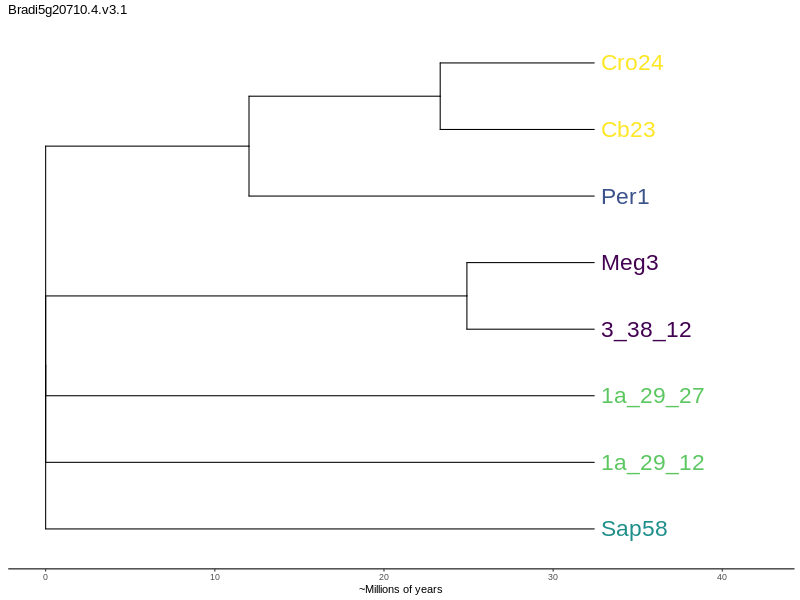 Bradi5g20710.4.v3.1
Cro24
Cb23
Per1
Meg3
3_38_12
1a_29_27
1a_29_12
Sap58
0 10 20 30 40
~Millions of years